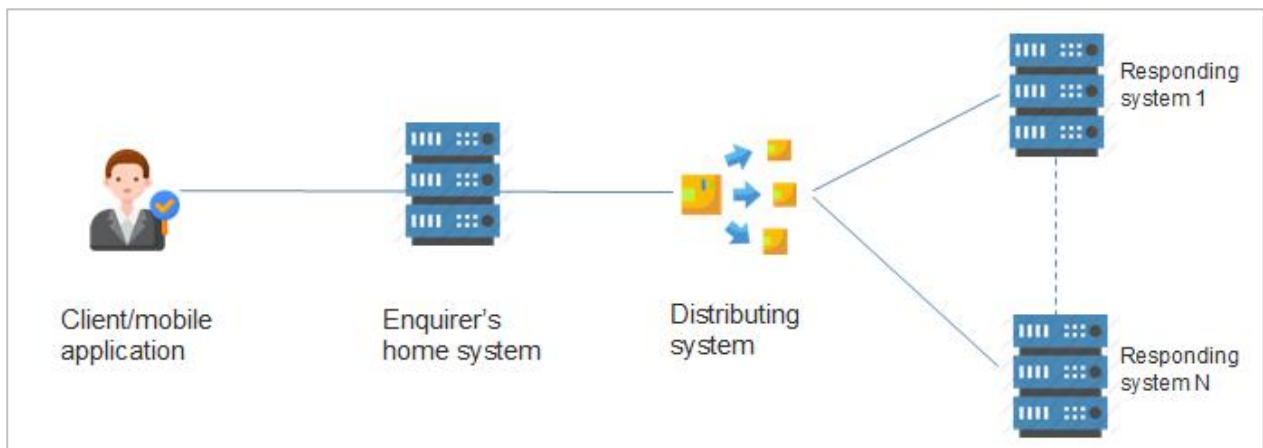 Responding
system 1
Client/mobile
application
Enquirer's
home system
Distributing
system
Responding
system N